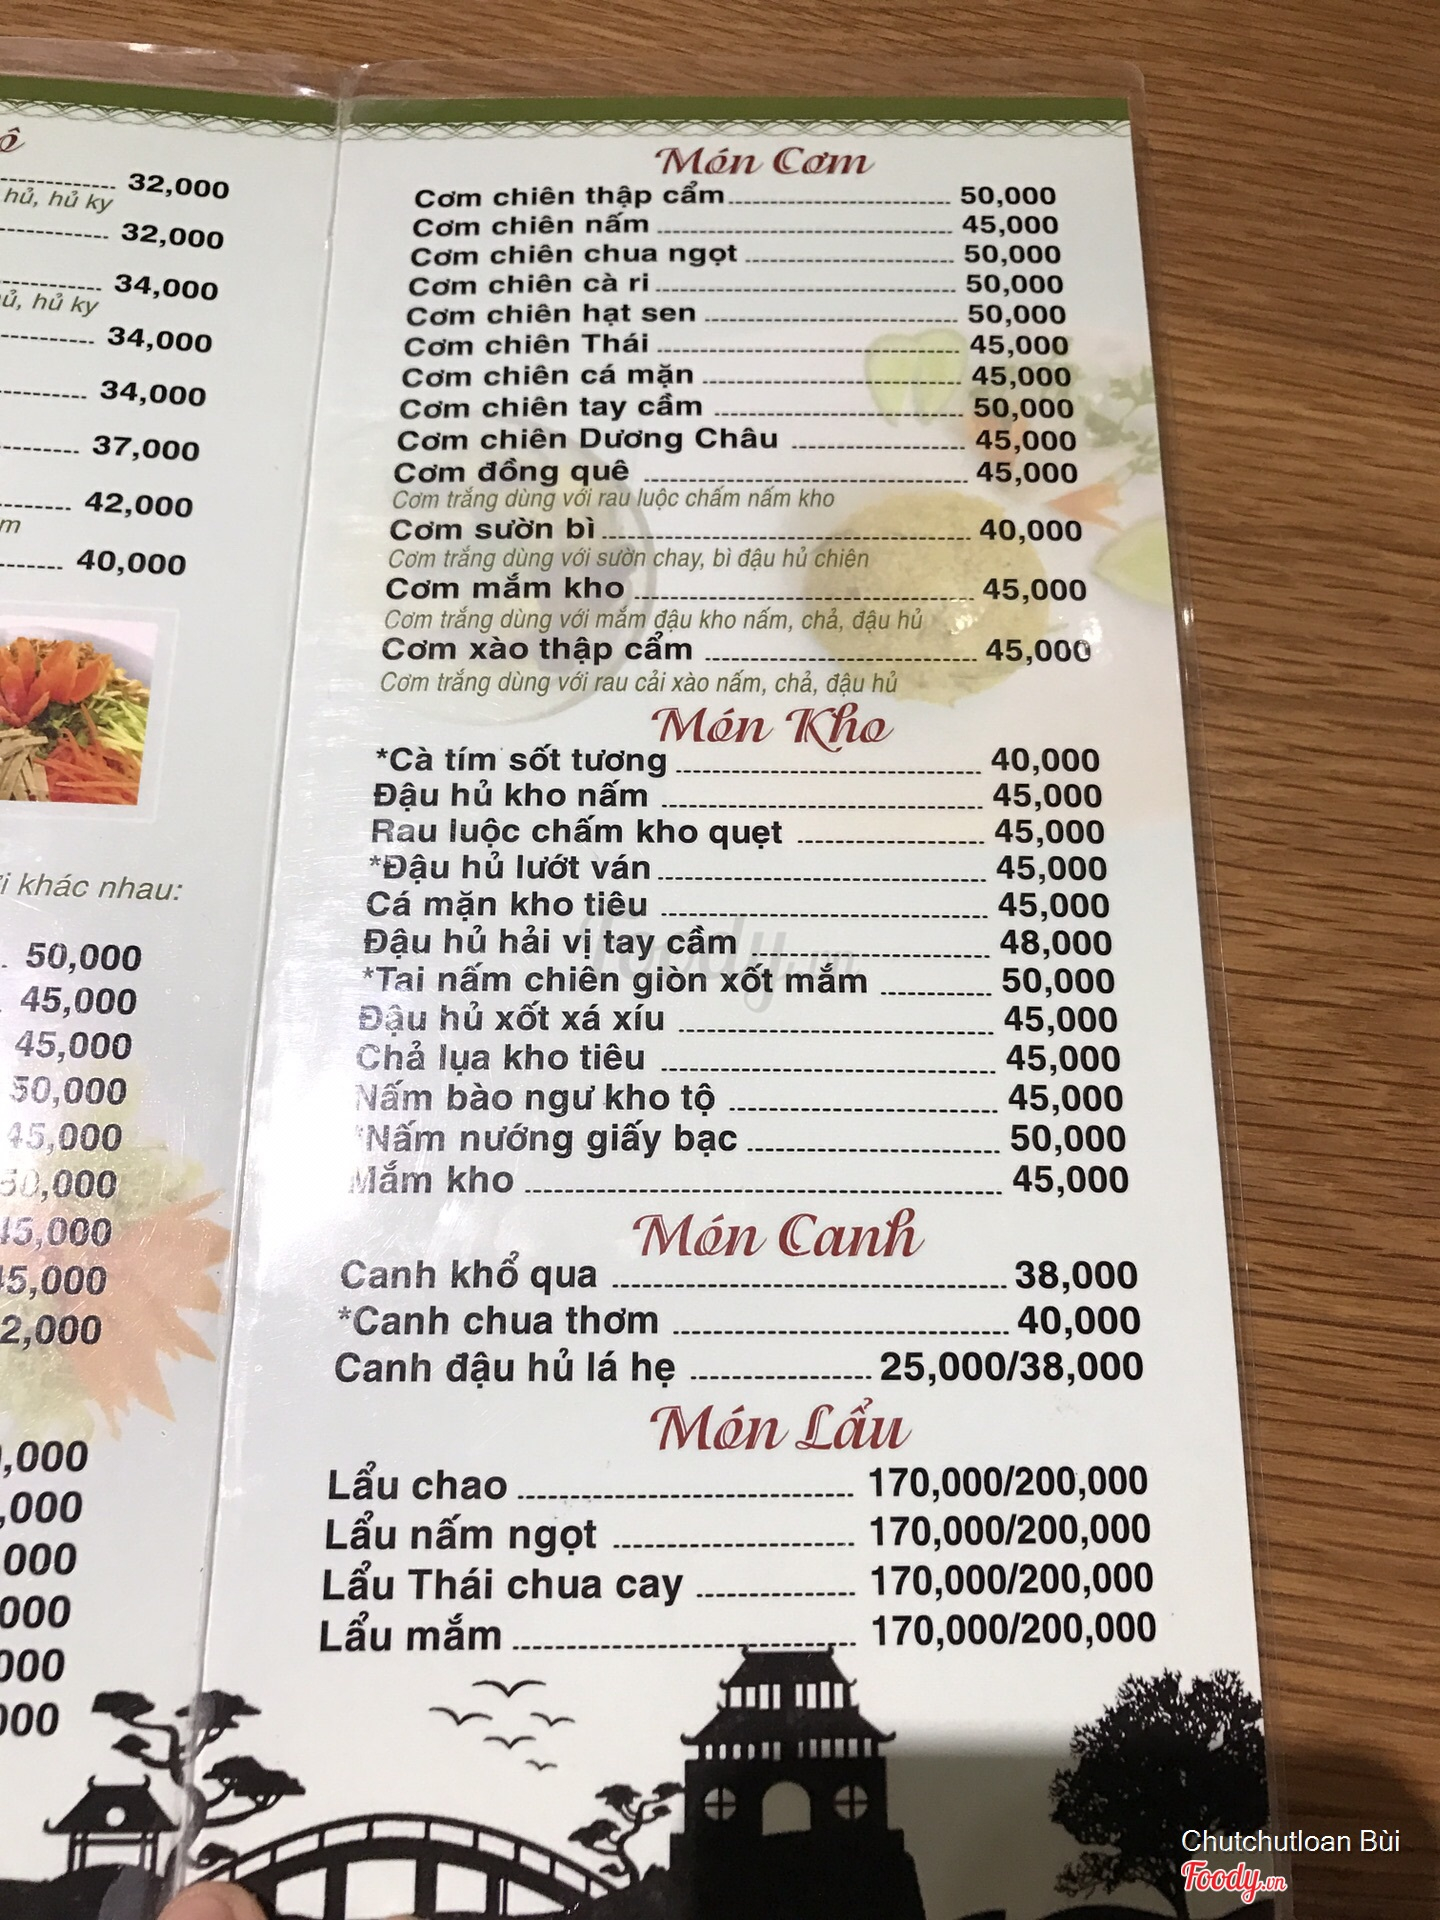 ô
32,000
hủ, hủ ky
32,000
34,000
hủ ky
34,000
34,000
37,000
42,000
40,000
khác nhau:
50,000
45,000
45,000
50,000
45,000
50,000
45,000
Món Cơm
Cơm chiên thập cẩm 50,000
Cơm chiên nấm 45,000
Cơm chiên chua ngọt 50,000
Cơm chiên cà ri 50,000
Cơm chiên hạt sen 50,000
Cơm chiên Thái 45,000
Cơm chiên cá mặn 45,000
Cơm chiên tay cầm 50,000
Cơm chiên Dương Châu 45,000
Cơm đồng quê 45,000
Cơm trắng dùng với rau luộc chấm nấm kho
Cơm sườn bì 40,000
Cơm trắng dùng với sườn chay, bì đậu hủ chiên
Cơm mắm kho 45,000
Cơm trắng dùng với mắm đậu kho nấm, chả, đậu hủ
Cơm xào thập cẩm 45,000
Cơm trắng dùng với rau cải xào nấm, chả, đậu hủ
Món Kho
*Cà tím sốt tương 40,000
Đậu hủ kho nấm 45,000
Rau luộc chấm kho quẹt 45,000
*Đậu hủ lướt ván 45,000
Cá mặn kho tiêu 45,000
Đậu hủ hải vị tay cầm 48,000
*Tai nấm chiên giòn xốt mắm 50,000
Đậu hủ xốt xá xíu 45,000
Chả lụa kho tiêu 45,000
Nấm bào ngư kho tộ 45,000
*Nấm nướng giấy bạc 50,000
Mắm kho 45,000
Món Canh
Canh khổ qua 38,000
*Canh chua thơm 40,000
Canh đậu hủ lá hẹ 25,000/38,000
Món Lẩu
Lẩu chao 170,000/200,000
Lẩu nấm ngọt 170,000/200,000
Lẩu Thái chua cay 170,000/200,000
Lẩu mắm 170,000/200,000
Foody.vn
Chutchutloan Bùi
Foody.vn